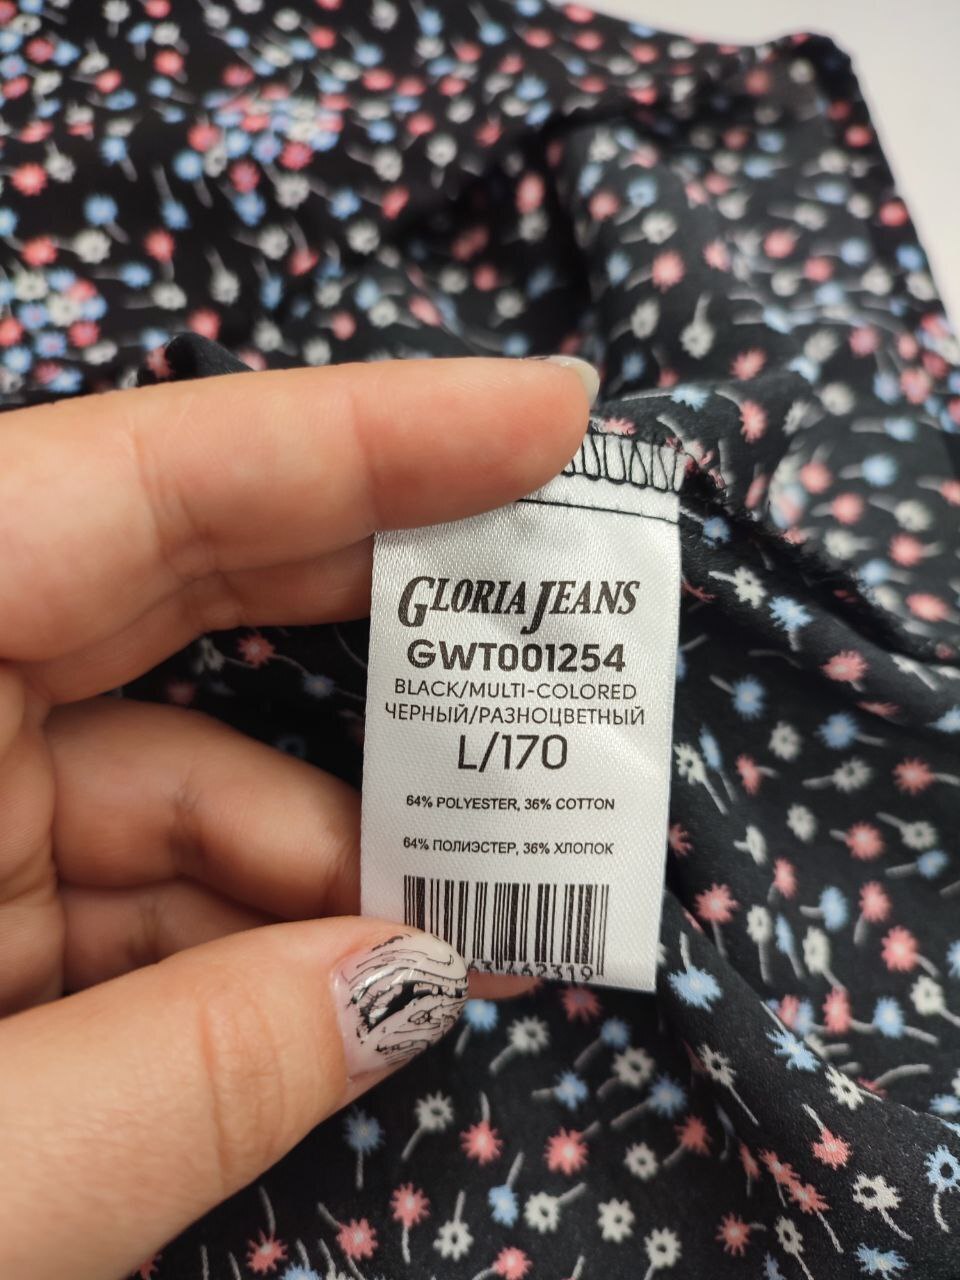 GLORIA JEANS
GWT001254
BLACK/MULTI-COLORED
ЧЕРНЫЙ/РАЗНОЦВЕТНЫЙ
L/170
64% POLYESTER, 36% COTTON
64% ПОЛИЭСТЕР, 36% ХЛОПОК